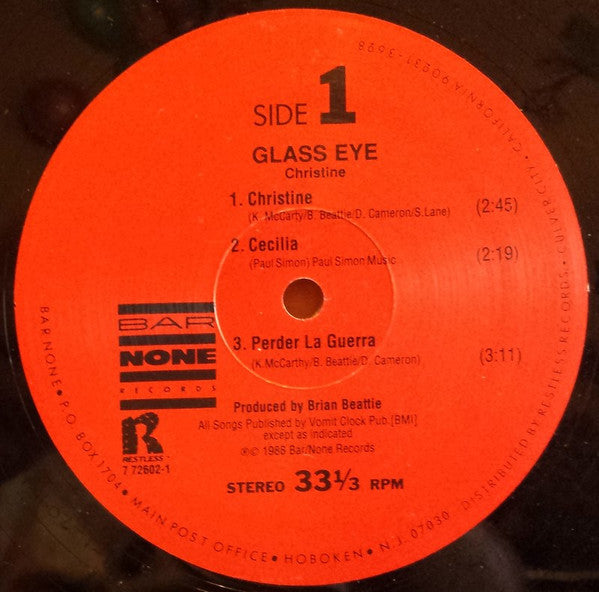 SIDE 1
GLASS EYE
Christine
1. Christine (2:45)
(K. McCarty/B. Beattie/D. Cameron/S. Lane)
2. Cecilia (2:19)
(Paul Simon) Paul Simon Music
3. Perder La Guerra (3:11)
(K. McCarthy/B. Beattie/D. Cameron)
BAR
NONE
RECORDS
R
RESTLESS
7 72602-1
Produced by Brian Beattie
All Songs Published by Vomit Clock Pub. [BMI]
except as indicated
℗© 1988 Bar/None Records
STEREO 33⅓ RPM
BAR NONE • P.O. BOX 1704 • MAIN POST OFFICE • HOBOKEN • N.J. 07030 • DISTRIBUTED BY RESTLESS RECORDS • CULVER CITY • CALIFORNIA 90231-3628